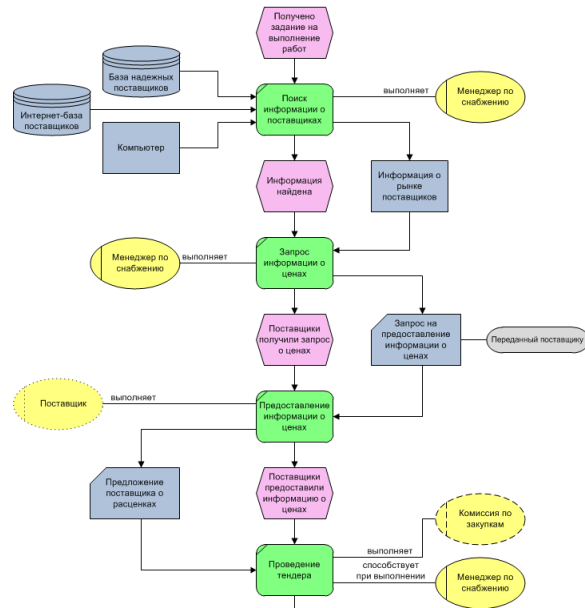 Получено
задание на
выполнение
работ
База надежных
поставщиков
Интернет-база
поставщиков
Компьютер
Поиск
информации о
поставщиках
выполняет
Менеджер по
снабжению
Информация
найдена
Информация о
рынке
поставщиков
Менеджер по
снабжению
выполняет
Запрос
информации о
ценах
Поставщики
получили запрос
о ценах
Запрос на
предоставление
информации о
ценах
Переданный поставщику
Поставщик
выполняет
Предоставление
информации о
ценах
Предложение
поставщика о
расценках
Поставщики
предоставили
информацию о
ценах
Проведение
тендера
выполняет
Комиссия по
закупкам
способствует
при выполнении
Менеджер по
снабжению